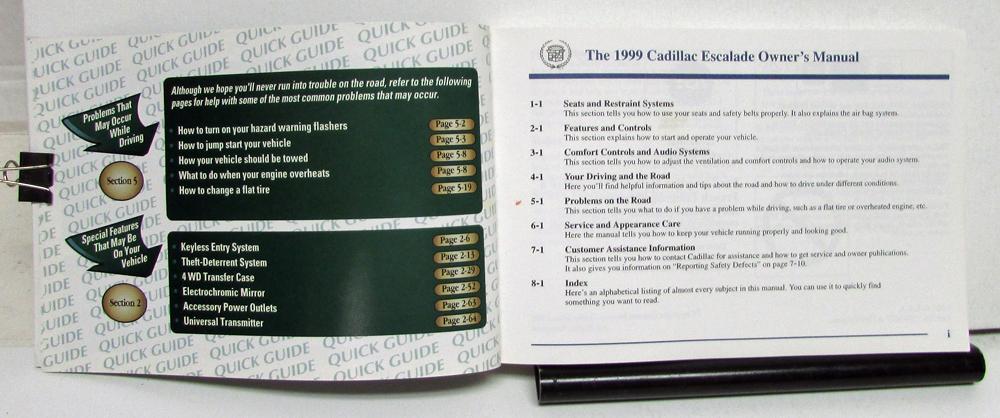 QUICK GUIDE
Although we hope you'll never run into trouble on the road, refer to the following
pages for help with some of the most common problems that may occur.
Problems That
May Occur
While
Driving
Section 5
How to turn on your hazard warning flashers Page 5-2
How to jump start your vehicle Page 5-3
How your vehicle should be towed Page 5-8
What to do when your engine overheats Page 5-8
How to change a flat tire Page 5-19
Special Features
That May Be
On Your
Vehicle
Section 2
Keyless Entry System Page 2-6
Theft-Deterrent System Page 2-13
4 WD Transfer Case Page 2-29
Electrochromic Mirror Page 2-52
Accessory Power Outlets Page 2-63
Universal Transmitter Page 2-64
QUICK GUIDE QUICK GUIDE QUICK GUIDE
The 1999 Cadillac Escalade Owner's Manual
1-1 Seats and Restraint Systems
This section tells you how to use your seats and safety belts properly. It also explains the air bag system.
2-1 Features and Controls
This section explains how to start and operate your vehicle.
3-1 Comfort Controls and Audio Systems
This section tells you how to adjust the ventilation and comfort controls and how to operate your audio system.
4-1 Your Driving and the Road
Here you'll find helpful information and tips about the road and how to drive under different conditions.
5-1 Problems on the Road
This section tells you what to do if you have a problem while driving, such as a flat tire or overheated engine, etc.
6-1 Service and Appearance Care
Here the manual tells you how to keep your vehicle running properly and looking good.
7-1 Customer Assistance Information
This section tells you how to contact Cadillac for assistance and how to get service and owner publications.
It also gives you information on "Reporting Safety Defects" on page 7-10.
8-1 Index
Here's an alphabetical listing of almost every subject in this manual. You can use it to quickly find
something you want to read.
i